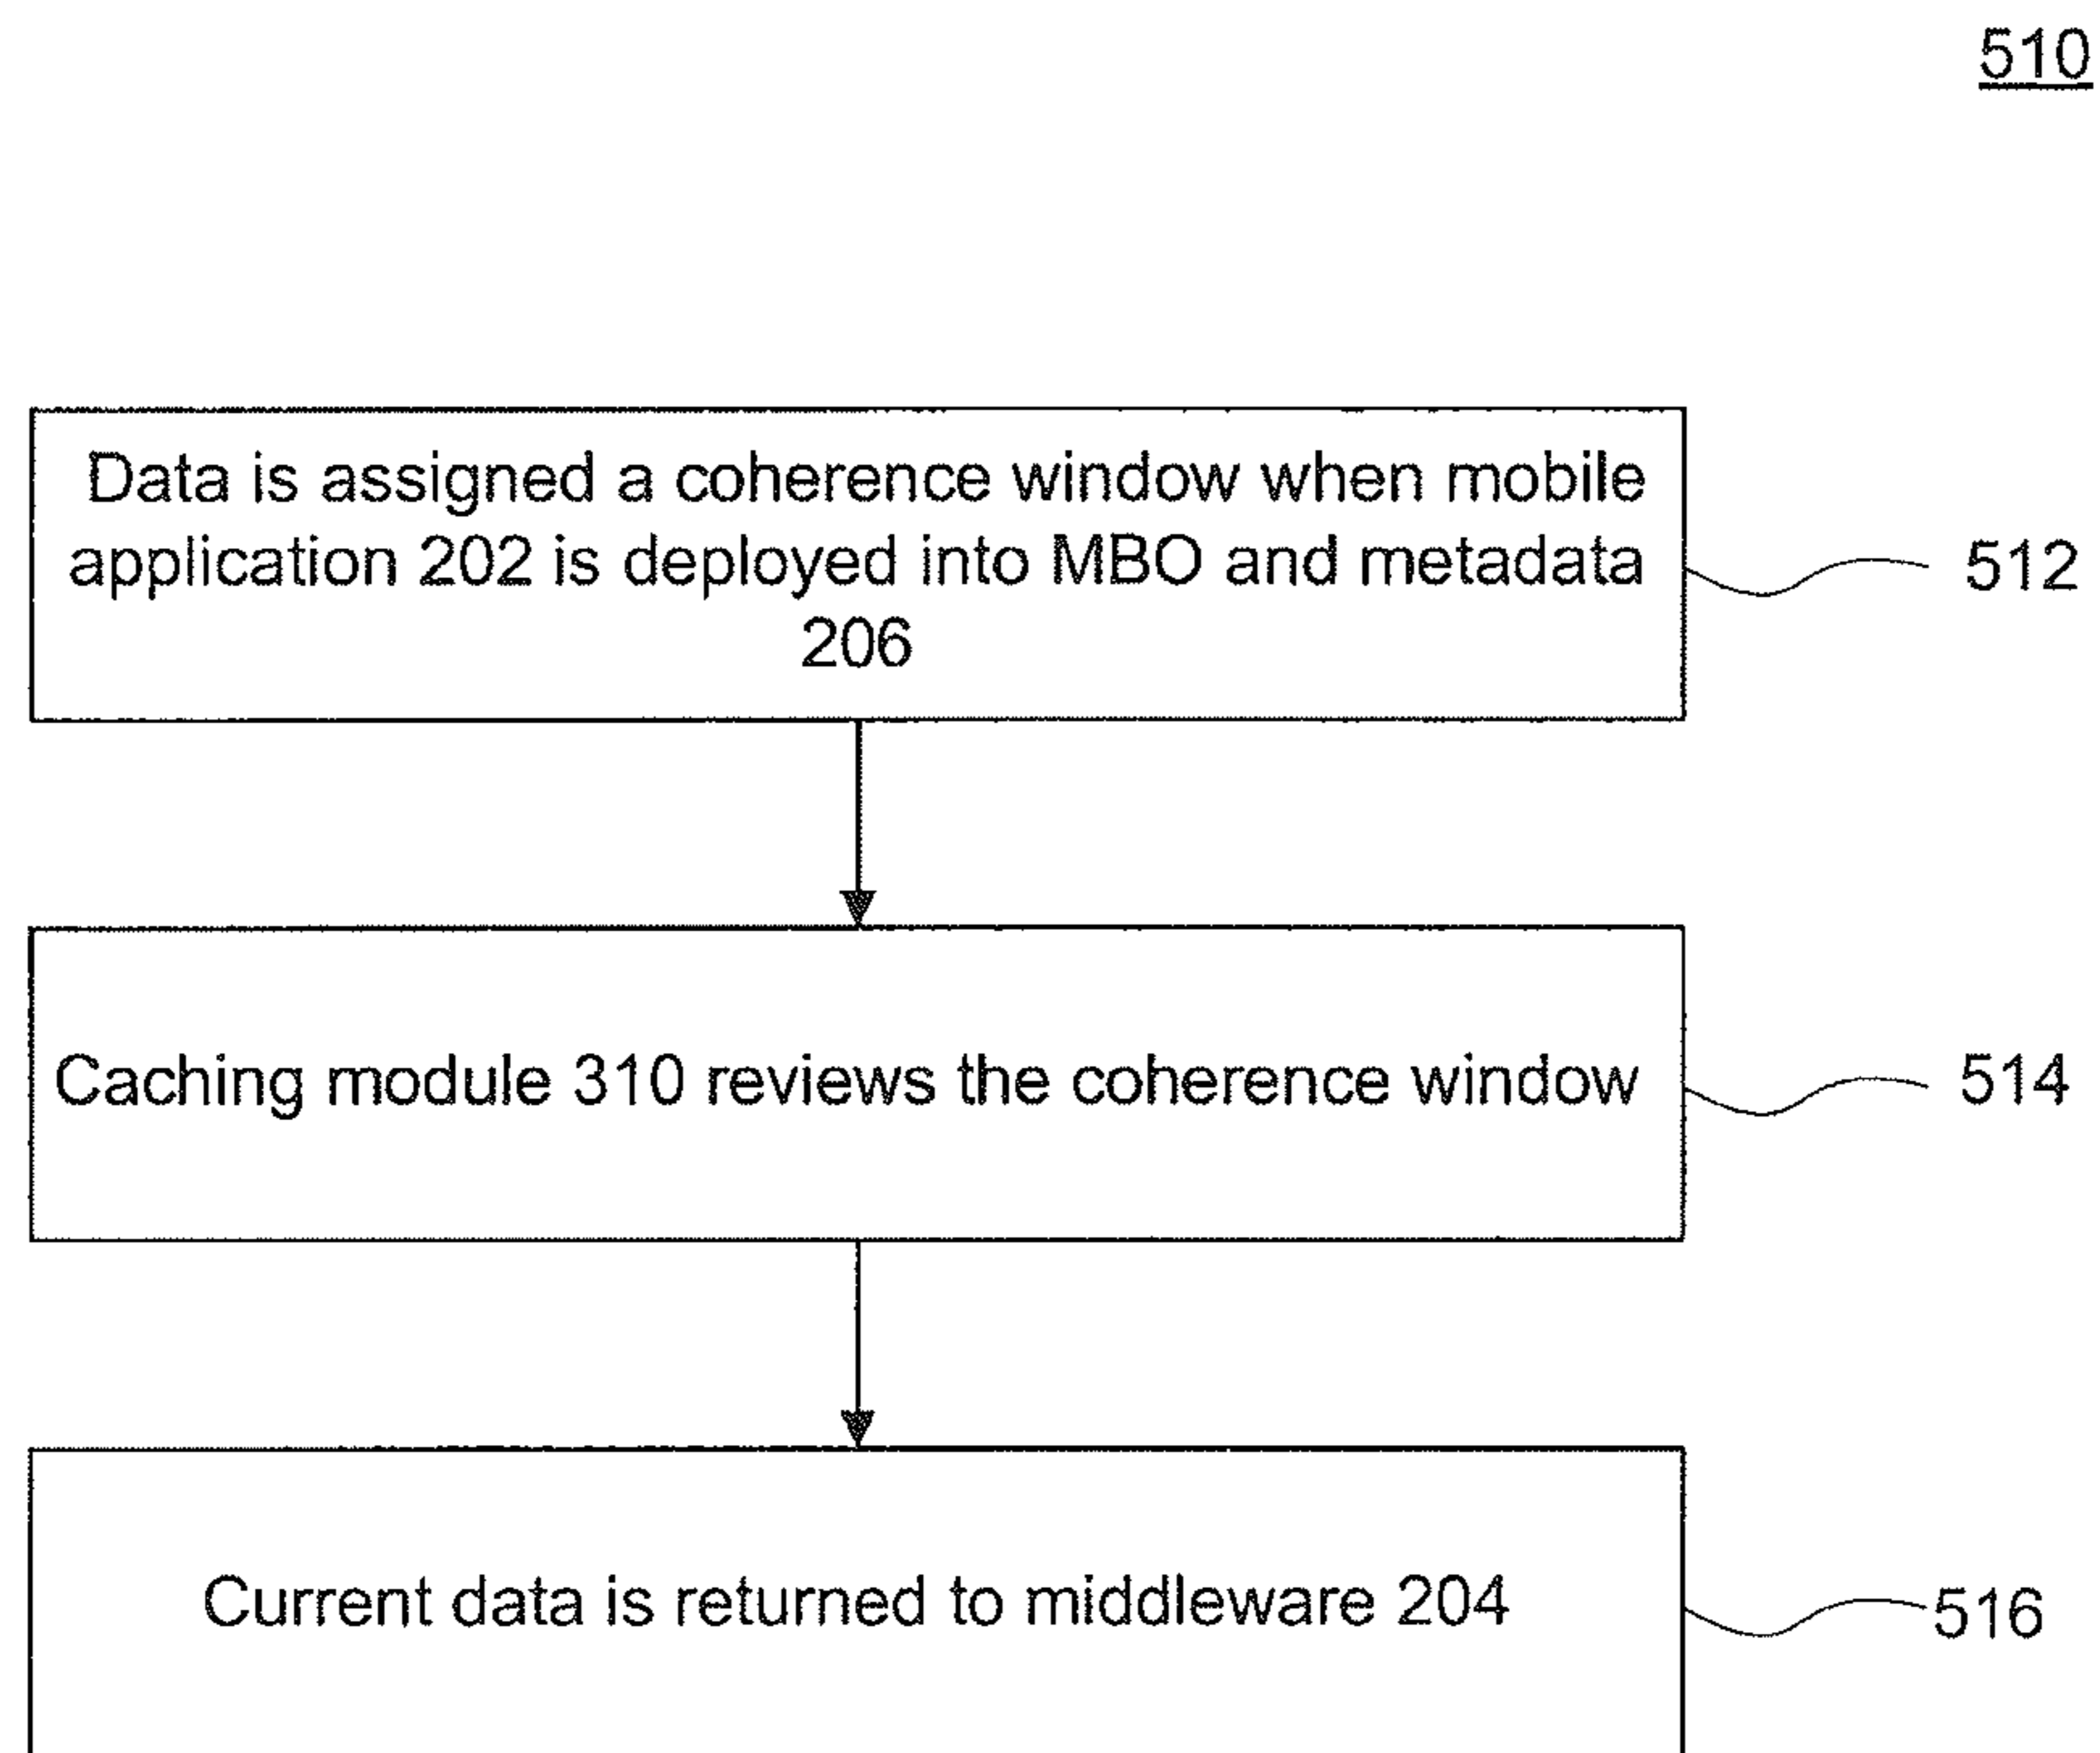 510
Data is assigned a coherence window when mobile
application 202 is deployed into MBO and metadata
206
512
Caching module 310 reviews the coherence window
514
Current data is returned to middleware 204
516